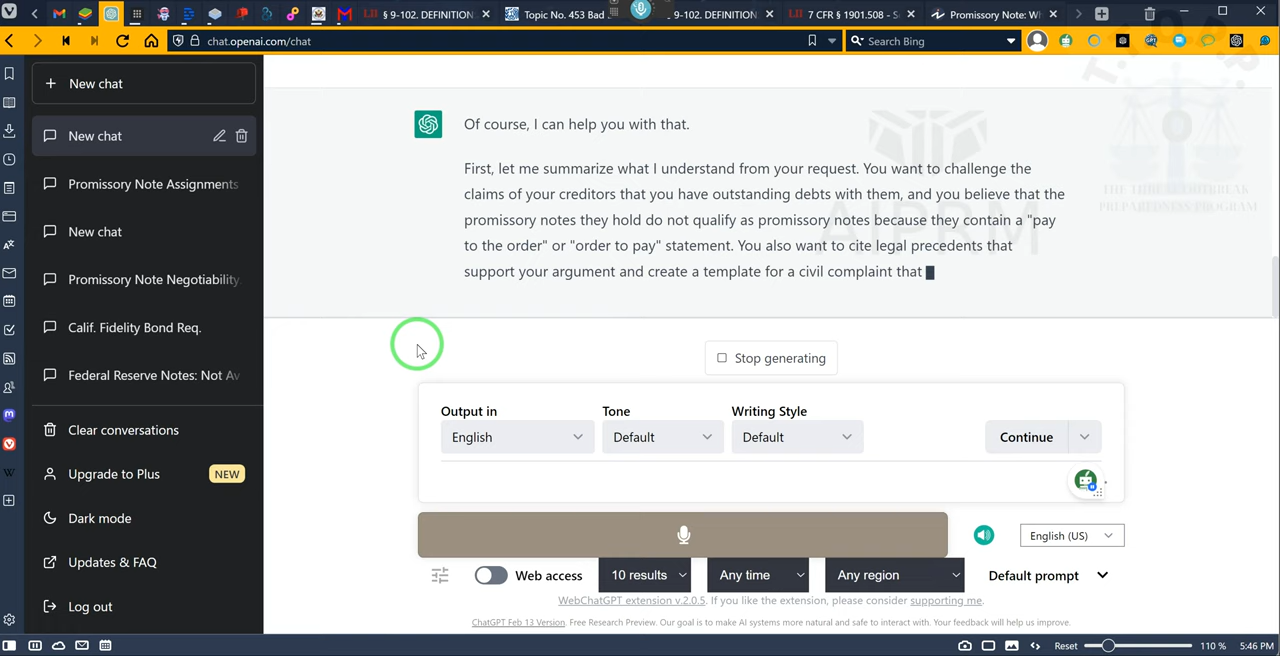 § 9-102. DEFINITION
Topic No. 453 Bad
9-102. DEFINITION
7 CFR § 1901.508 - S
Promissory Note: W
chat.openai.com/chat
Search Bing
New chat
New chat
Promissory Note Assignments
New chat
Promissory Note Negotiability
Calif. Fidelity Bond Req.
Federal Reserve Notes: Not Av
Clear conversations
Upgrade to Plus
NEW
Dark mode
Updates & FAQ
Log out
Of course, I can help you with that.
First, let me summarize what I understand from your request. You want to challenge the
claims of your creditors that you have outstanding debts with them, and you believe that the
promissory notes they hold do not qualify as promissory notes because they contain a "pay
to the order" or "order to pay" statement. You also want to cite legal precedents that
support your argument and create a template for a civil complaint that
AIPRM
THE THREAT OUTBREAK
PREPAREDNESS PROGRAM
Stop generating
Output in
Tone
Writing Style
English
Default
Default
Continue
English (US)
Web access
10 results
Any time
Any region
Default prompt
WebChatGPT extension v.2.0.5. If you like the extension, please consider supporting me.
ChatGPT Feb 13 Version. Free Research Preview. Our goal is to make AI systems more natural and safe to interact with. Your feedback will help us improve.
Reset
110 %
5:46 PM